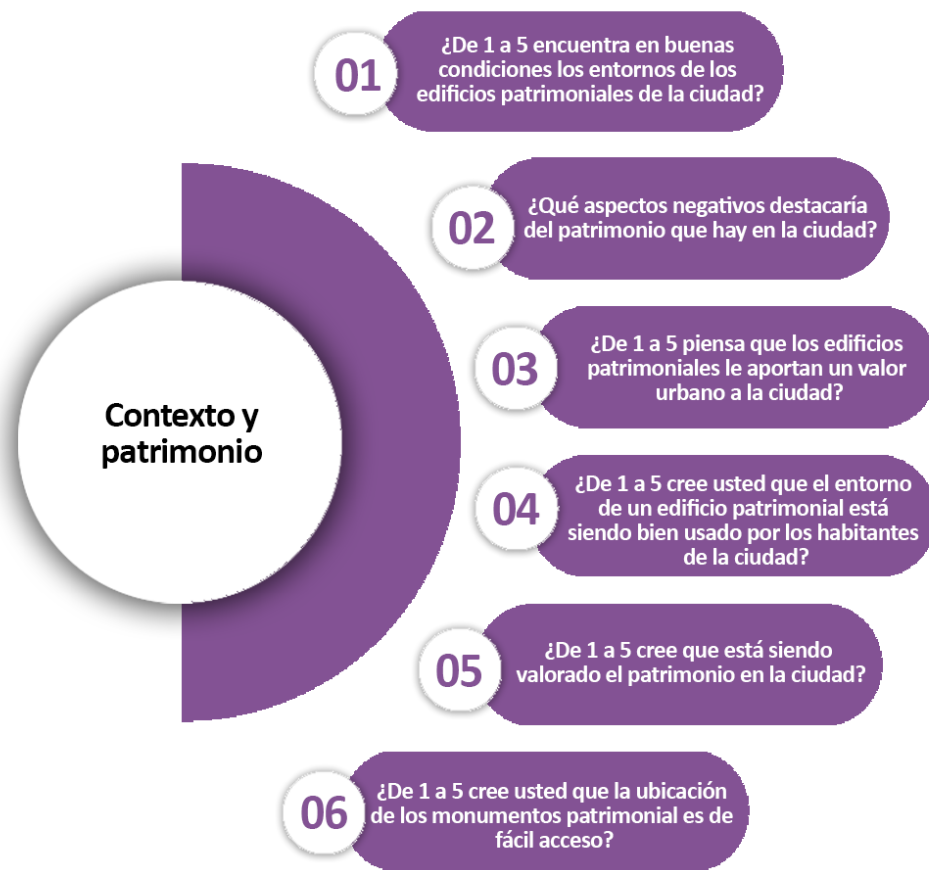 01
¿De 1 a 5 encuentra en buenas
condiciones los entornos de los
edificios patrimoniales de la ciudad?
02
¿Qué aspectos negativos destacaría
del patrimonio que hay en la ciudad?
03
¿De 1 a 5 piensa que los edificios
patrimoniales le aportan un valor
urbano a la ciudad?
Contexto y
patrimonio
04
¿De 1 a 5 cree usted que el entorno
de un edificio patrimonial está
siendo bien usado por los habitantes
de la ciudad?
05
¿De 1 a 5 cree que está siendo
valorado el patrimonio en la ciudad?
06
¿De 1 a 5 cree usted que la ubicación
de los monumentos patrimonial es de
fácil acceso?